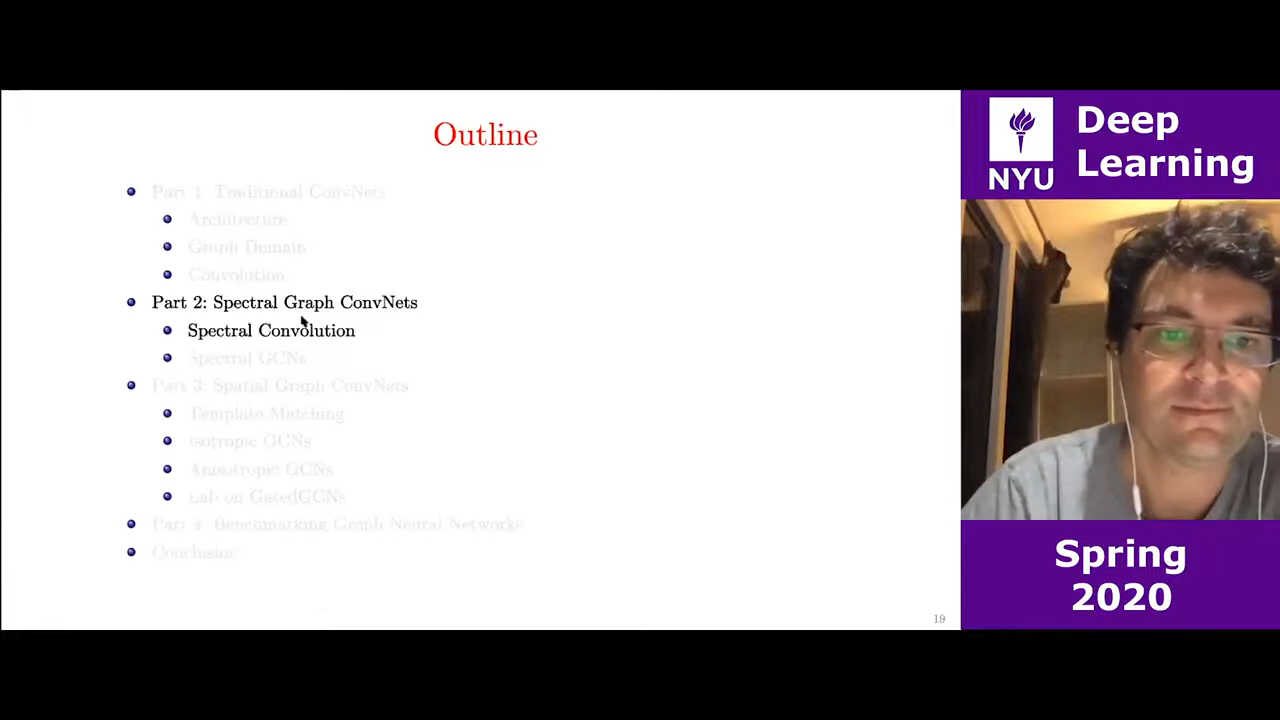 Outline
Part 1: Traditional ConvNets
Architecture
Graph Domain
Convolution
Part 2: Spectral Graph ConvNets
Spectral Convolution
Spectral GCNs
Part 3: Spatial Graph ConvNets
Template Matching
Isotropic GCNs
Anisotropic GCNs
Lab on GatedGCNs
Part 4: Benchmarking Graph Neural Networks
Conclusion
19
NYU
Deep
Learning
Spring
2020